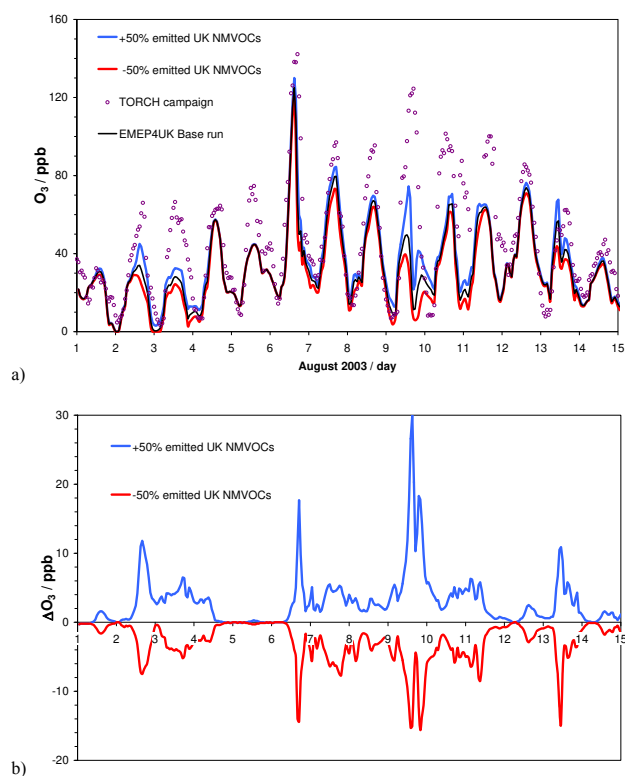 160
+50% emitted UK NMVOCs
-50% emitted UK NMVOCs
120
TORCH campaign
EMEP4UK Base run
O3 / ppb
80
40
0
1 2 3 4 5 6 7 8 9 10 11 12 13 14 15
August 2003 / day
a)
30
+50% emitted UK NMVOCs
20
-50% emitted UK NMVOCs
10
ΔO3 / ppb
0
1 2 3 4 5 6 7 8 9 10 11 12 13 14 15
-10
-20
b)